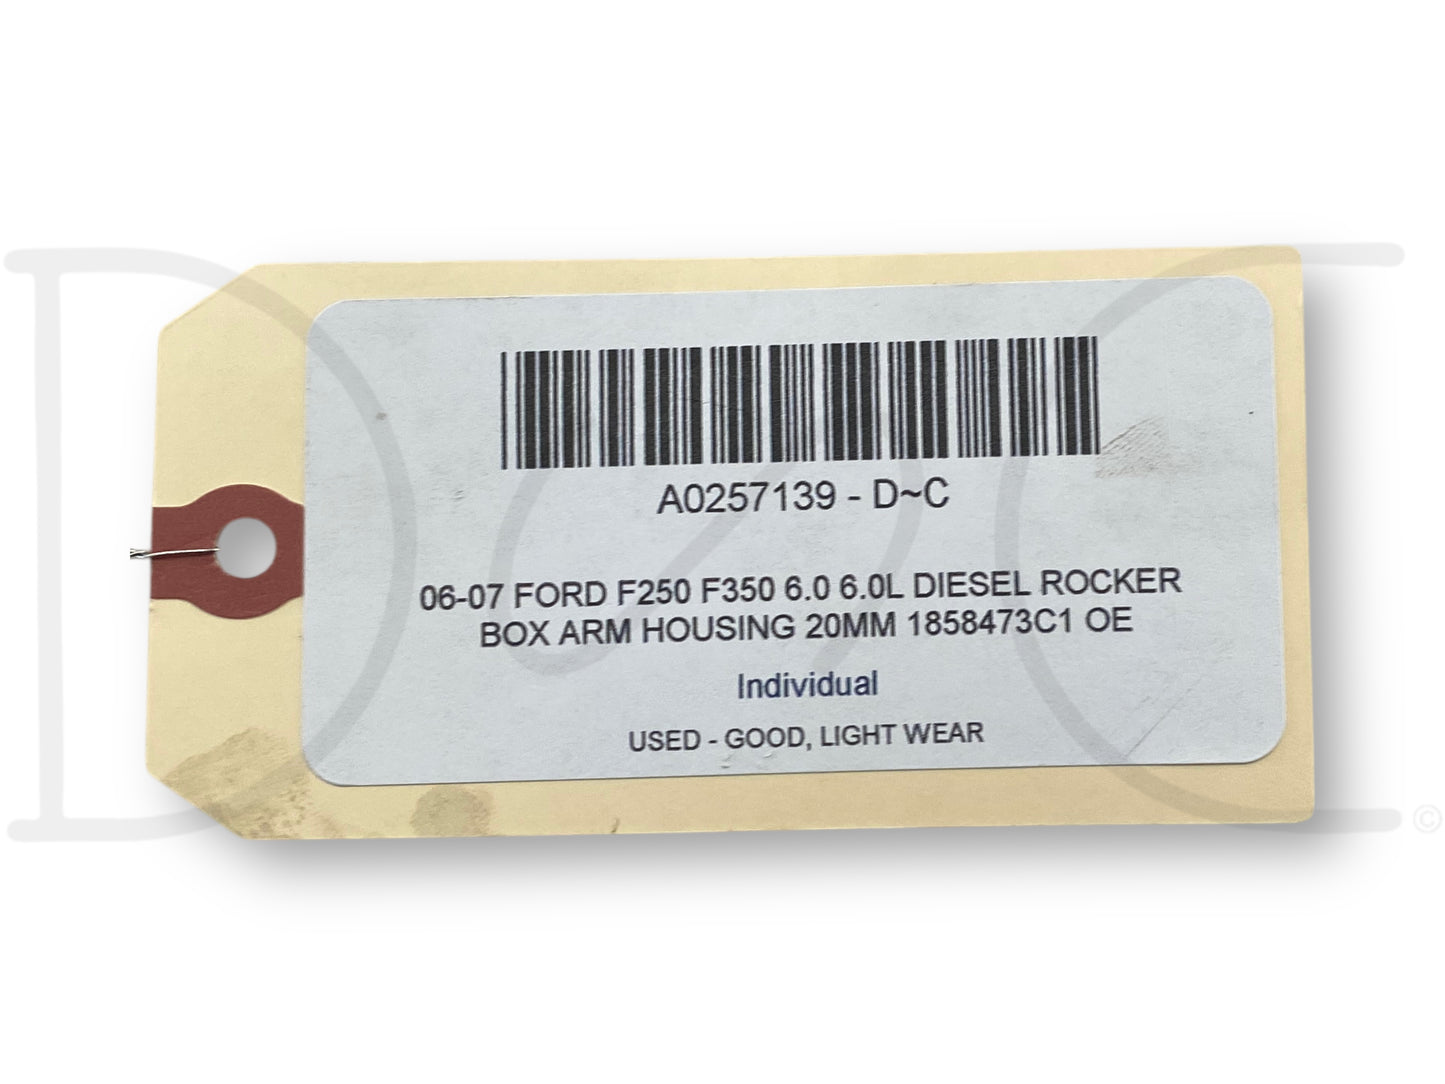 A0257139 - D~C
06-07 FORD F250 F350 6.0 6.0L DIESEL ROCKER
BOX ARM HOUSING 20MM 1858473C1 OE
Individual
USED - GOOD, LIGHT WEAR
©